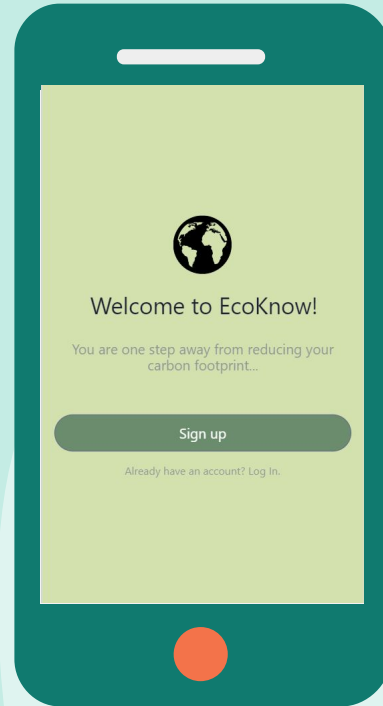 Welcome to EcoKnow!
You are one step away from reducing your
carbon footprint...
Sign up
Already have an account? Log In.